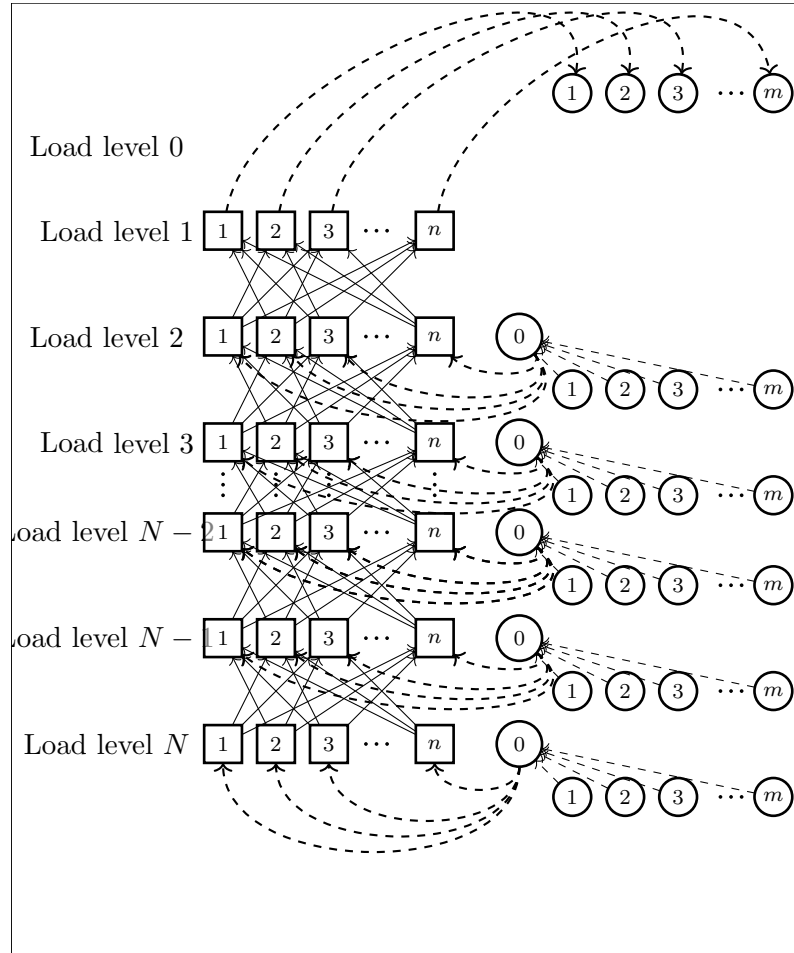 1 2 3 ··· m
Load level 0
Load level 1 1 2 3 ··· n
Load level 2 1 2 3 ··· n 0
1 2 3 ··· m
Load level 3 1 2 3 ··· n 0
1 2 3 ··· m
Load level N − 2 1 2 3 ··· n 0
1 2 3 ··· m
Load level N − 1 1 2 3 ··· n 0
1 2 3 ··· m
Load level N 1 2 3 ··· n 0
1 2 3 ··· m